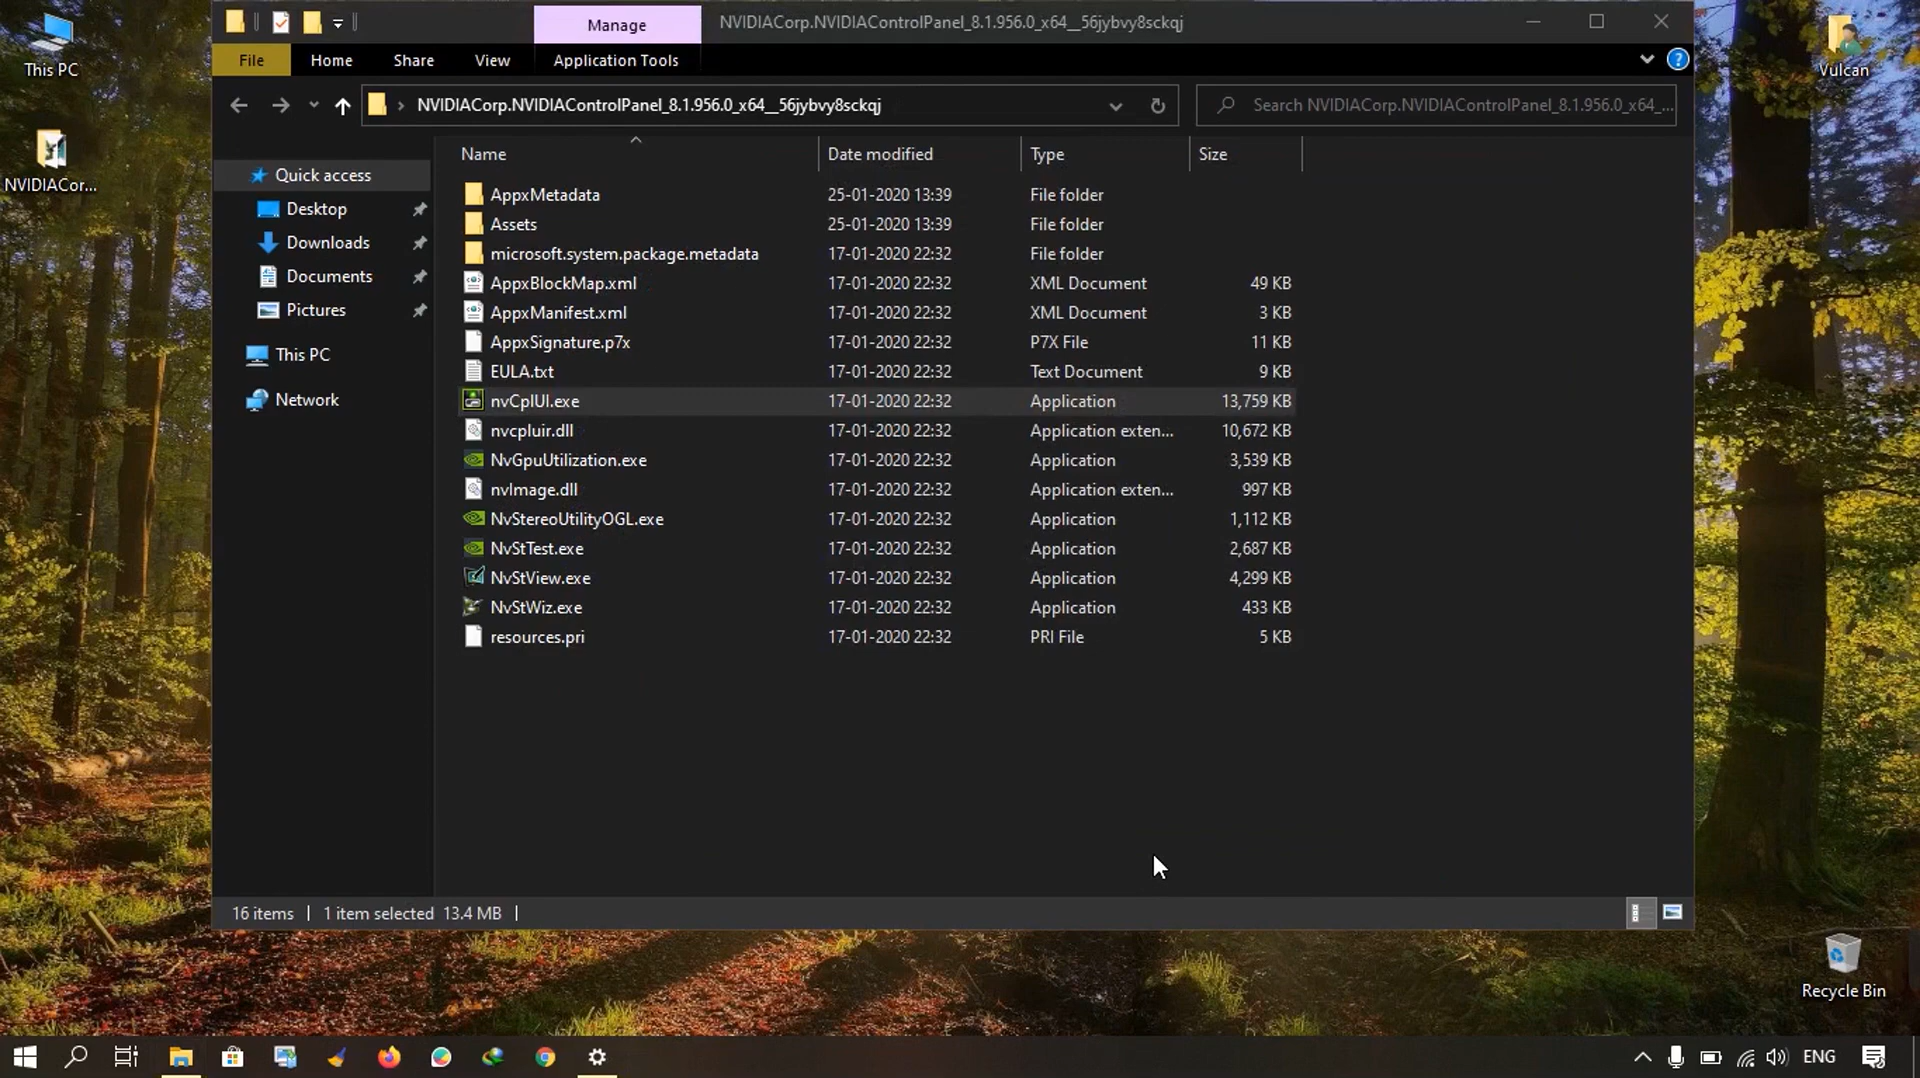 Manage
NVIDIACorp.NVIDIAControlPanel_8.1.956.0_x64__56jybvy8sckqj
File
Home
Share
View
Application Tools
NVIDIACorp.NVIDIAControlPanel_8.1.956.0_x64__56jybvy8sckqj
Search NVIDIACorp.NVIDIAControlPanel_8.1.956.0_x64_...
This PC
NVIDIACor...
Vulcan
Recycle Bin
Quick access
Desktop
Downloads
Documents
Pictures
This PC
Network
Name Date modified Type Size
AppxMetadata 25-01-2020 13:39 File folder
Assets 25-01-2020 13:39 File folder
microsoft.system.package.metadata 17-01-2020 22:32 File folder
AppxBlockMap.xml 17-01-2020 22:32 XML Document 49 KB
AppxManifest.xml 17-01-2020 22:32 XML Document 3 KB
AppxSignature.p7x 17-01-2020 22:32 P7X File 11 KB
EULA.txt 17-01-2020 22:32 Text Document 9 KB
nvCplUI.exe 17-01-2020 22:32 Application 13,759 KB
nvcpluir.dll 17-01-2020 22:32 Application exten... 10,672 KB
NvGpuUtilization.exe 17-01-2020 22:32 Application 3,539 KB
nvImage.dll 17-01-2020 22:32 Application exten... 997 KB
NvStereoUtilityOGL.exe 17-01-2020 22:32 Application 1,112 KB
NvStTest.exe 17-01-2020 22:32 Application 2,687 KB
NvStView.exe 17-01-2020 22:32 Application 4,299 KB
NvStWiz.exe 17-01-2020 22:32 Application 433 KB
resources.pri 17-01-2020 22:32 PRI File 5 KB
16 items 1 item selected 13.4 MB
ENG